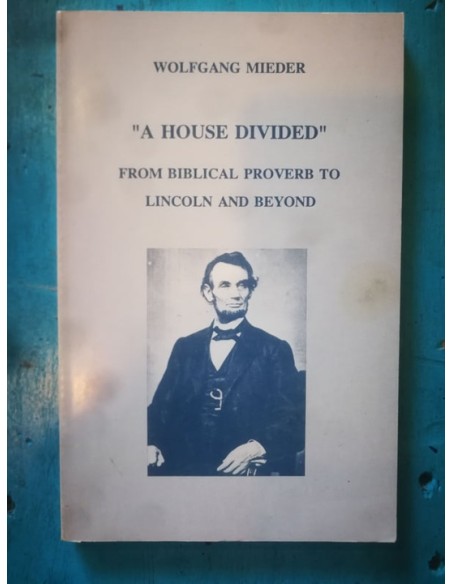 WOLFGANG MIEDER
"A HOUSE DIVIDED"
FROM BIBLICAL PROVERB TO
LINCOLN AND BEYOND